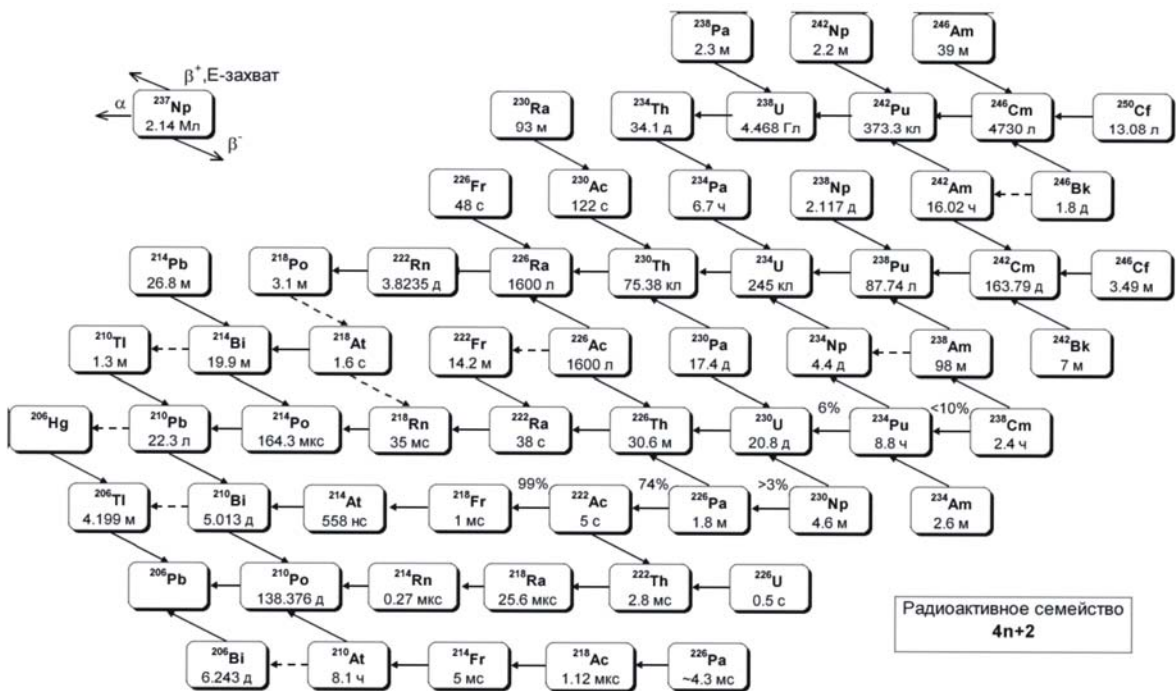 ²³⁸Pa
2.3 м
²⁴²Np
2.2 м
²⁴⁶Am
39 м
β⁺,E-захват
α
²³⁷Np
2.14 Мл
β⁻
²³⁰Ra
93 м
²³⁴Th
34.1 д
²³⁸U
4.468 Гл
²⁴²Pu
373.3 кл
²⁴⁶Cm
4730 л
²⁵⁰Cf
13.08 л
²²⁶Fr
48 с
²³⁰Ac
122 с
²³⁴Pa
6.7 ч
²³⁸Np
2.117 д
²⁴²Am
16.02 ч
²⁴⁶Bk
1.8 д
²¹⁴Pb
26.8 м
²¹⁸Po
3.1 м
²²²Rn
3.8235 д
²²⁶Ra
1600 л
²³⁰Th
75.38 кл
²³⁴U
245 кл
²³⁸Pu
87.74 л
²⁴²Cm
163.79 д
²⁴⁶Cf
3.49 м
²¹⁰Tl
1.3 м
²¹⁴Bi
19.9 м
²¹⁸At
1.6 с
²²²Fr
14.2 м
²²⁶Ac
1600 л
²³⁰Pa
17.4 д
²³⁴Np
4.4 д
²³⁸Am
98 м
²⁴²Bk
7 м
²⁰⁶Hg
²¹⁰Pb
22.3 л
²¹⁴Po
164.3 мкс
²¹⁸Rn
35 мс
²²²Ra
38 с
²²⁶Th
30.6 м
²³⁰U
20.8 д
6%
²³⁴Pu
8.8 ч
<10%
²³⁸Cm
2.4 ч
²⁰⁶Tl
4.199 м
²¹⁰Bi
5.013 д
²¹⁴At
558 нс
²¹⁸Fr
1 мс
99%
²²²Ac
5 с
74%
²²⁶Pa
1.8 м
>3%
²³⁰Np
4.6 м
²³⁴Am
2.6 м
²⁰⁶Pb
²¹⁰Po
138.376 д
²¹⁴Rn
0.27 мкс
²¹⁸Ra
25.6 мкс
²²²Th
2.8 мс
²²⁶U
0.5 с
²⁰⁶Bi
6.243 д
²¹⁰At
8.1 ч
²¹⁴Fr
5 мс
²¹⁸Ac
1.12 мкс
²²⁶Pa
~4.3 мс
Радиоактивное семейство
4n+2